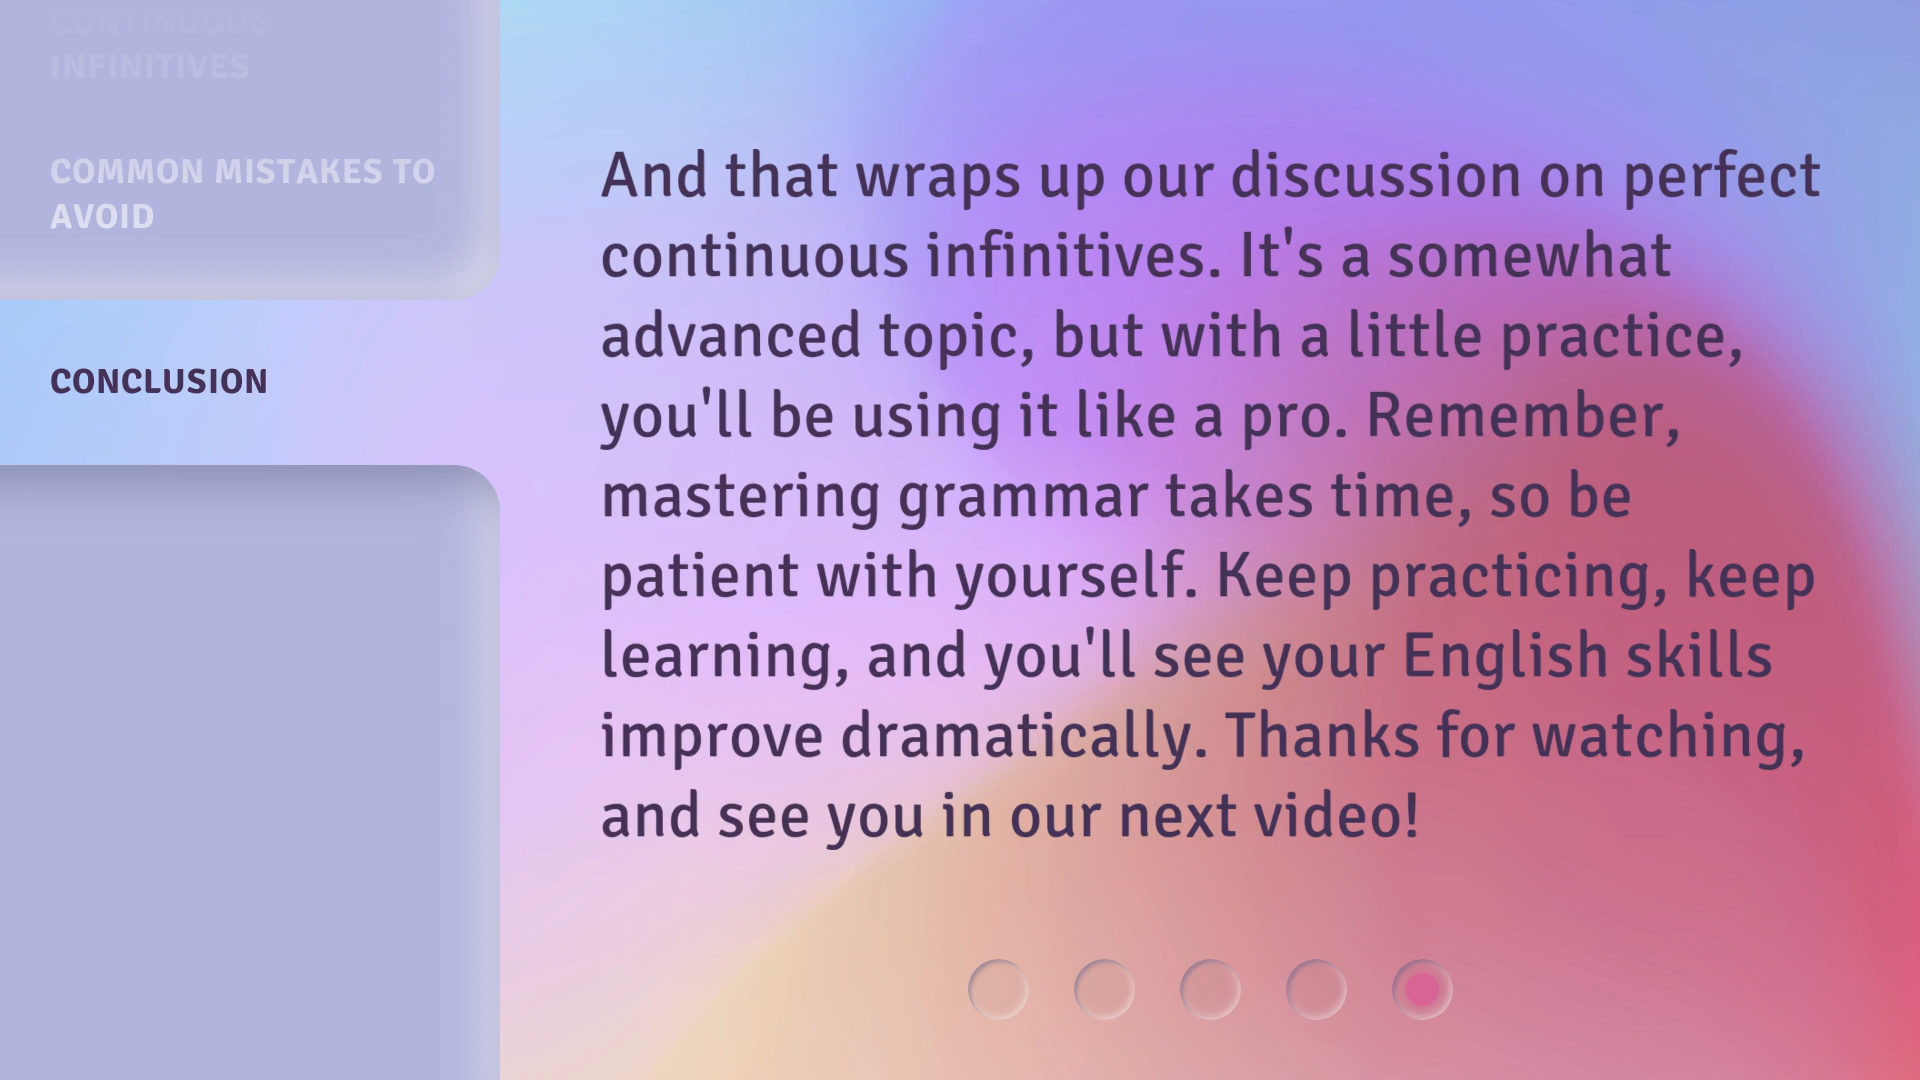 CONTINUOUS
INFINITIVES
COMMON MISTAKES TO
AVOID
CONCLUSION
And that wraps up our discussion on perfect
continuous infinitives. It's a somewhat
advanced topic, but with a little practice,
you'll be using it like a pro. Remember,
mastering grammar takes time, so be
patient with yourself. Keep practicing, keep
learning, and you'll see your English skills
improve dramatically. Thanks for watching,
and see you in our next video!